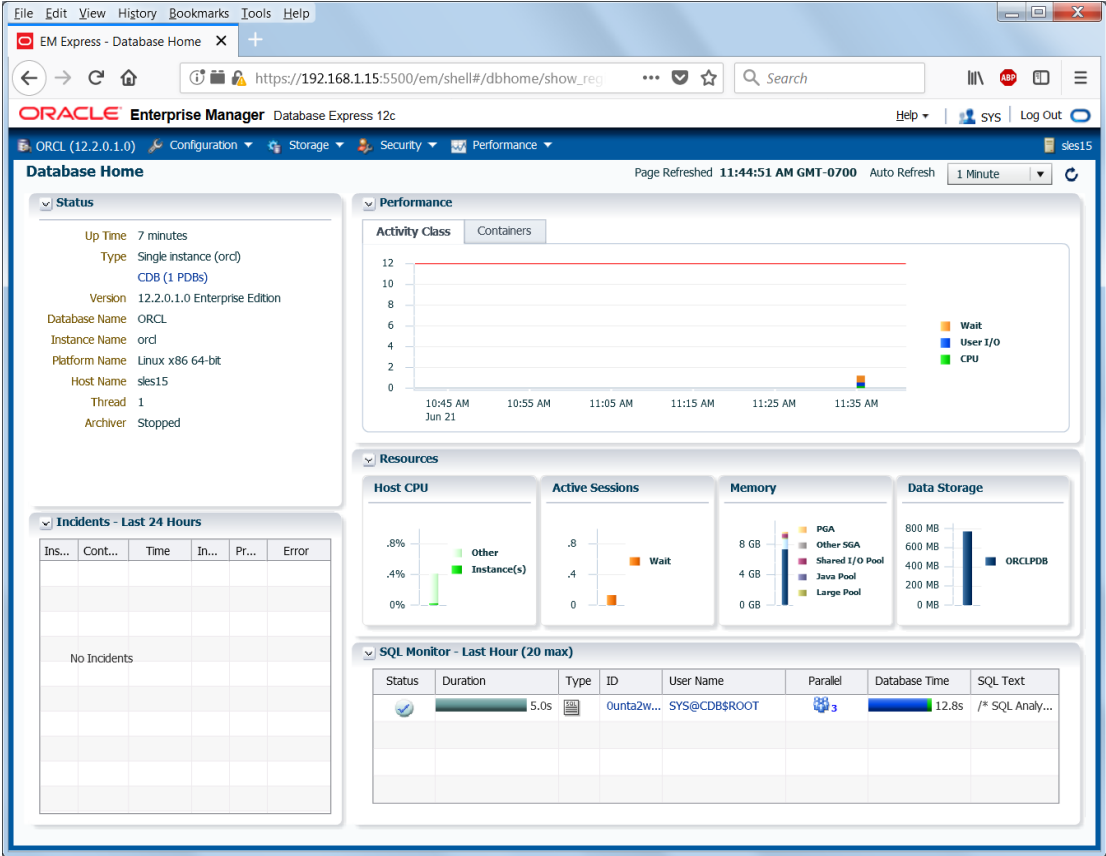 File Edit View History Bookmarks Tools Help
EM Express - Database Home
https://192.168.1.15:5500/em/shell#/dbhome/show_reg
Search
ABP
ORACLE Enterprise Manager Database Express 12c
Help
SYS
Log Out
ORCL (12.2.0.1.0) Configuration Storage Security Performance
sles15
Database Home
Page Refreshed 11:44:51 AM GMT-0700 Auto Refresh 1 Minute
Status
Up Time 7 minutes
Type Single instance (orcl)
CDB (1 PDBs)
Version 12.2.0.1.0 Enterprise Edition
Database Name ORCL
Instance Name orcl
Platform Name Linux x86 64-bit
Host Name sles15
Thread 1
Archiver Stopped
Performance
Activity Class Containers
12
10
8
6
4
2
0
10:45 AM 10:55 AM 11:05 AM 11:15 AM 11:25 AM 11:35 AM
Jun 21
Wait
User I/O
CPU
Resources
Host CPU
.8%
.4%
0%
Other
Instance(s)
Active Sessions
.8
.4
0
Wait
Memory
8 GB
4 GB
0 GB
PGA
Other SGA
Shared I/O Pool
Java Pool
Large Pool
Data Storage
800 MB
600 MB
400 MB
200 MB
0 MB
ORCLPDB
Incidents - Last 24 Hours
Ins... Cont... Time In... Pr... Error
No Incidents
SQL Monitor - Last Hour (20 max)
Status Duration Type ID User Name Parallel Database Time SQL Text
5.0s SQL 0unta2w... SYS@CDB$ROOT 3 12.8s /* SQL Analy...